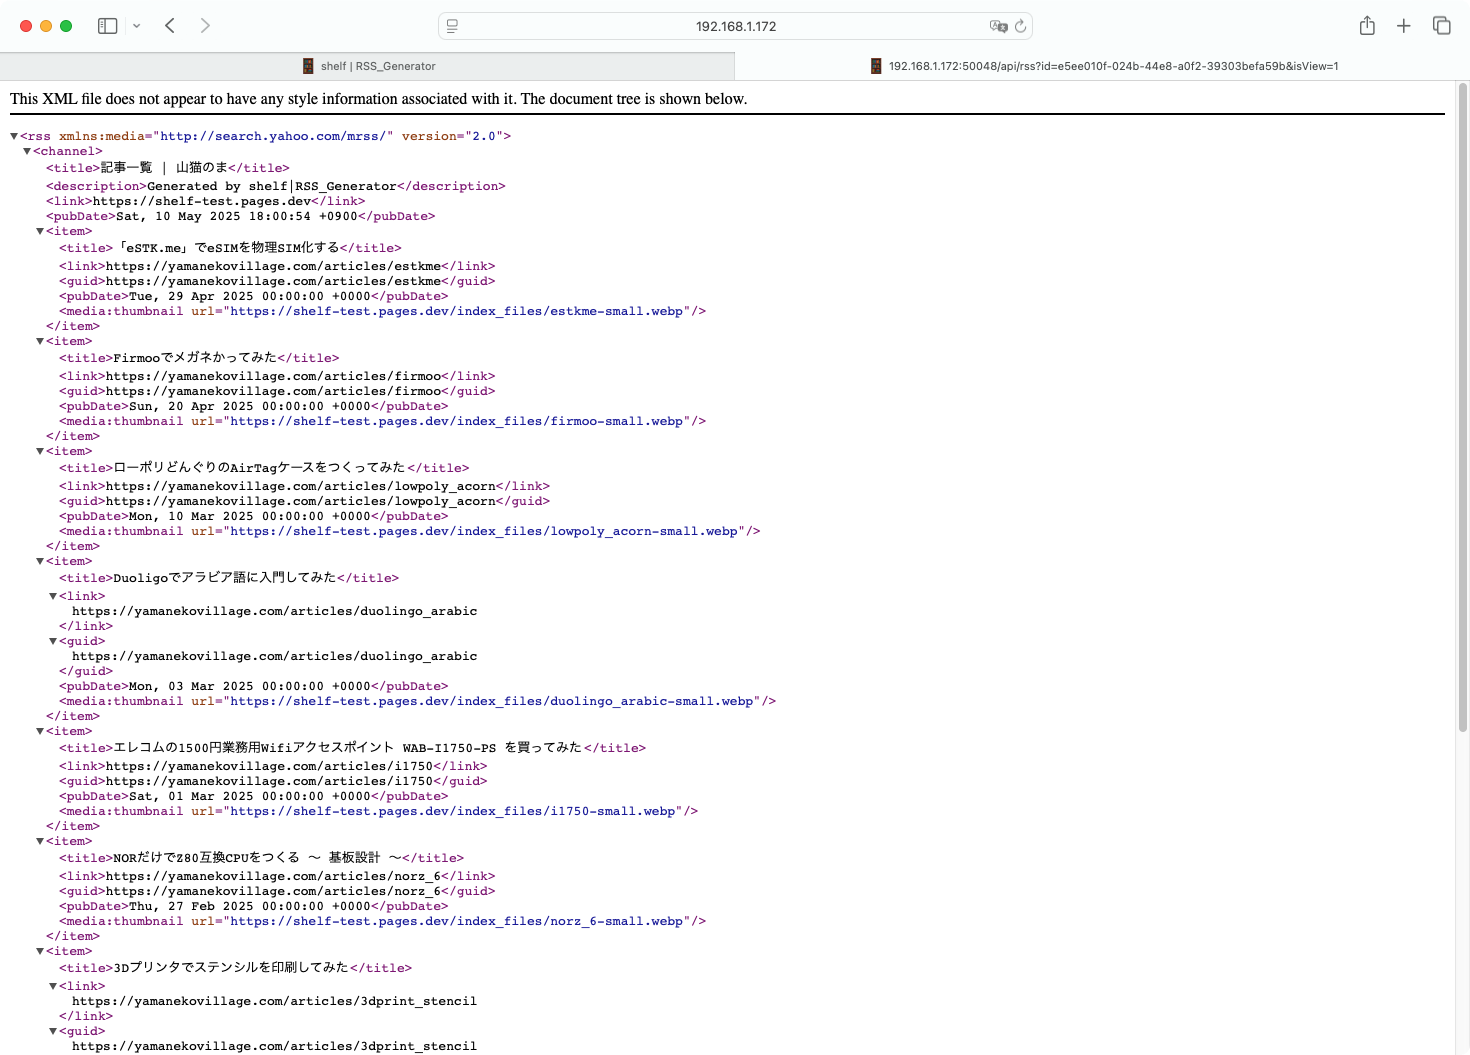 192.168.1.172
shelf | RSS_Generator
192.168.1.172:50048/api/rss?id=e5ee010f-024b-44e8-a0f2-39303befa59b&isView=1
This XML file does not appear to have any style information associated with it. The document tree is shown below.
▼<rss xmlns:media="http://search.yahoo.com/mrss/" version="2.0">
▼<channel>
<title>記事一覧 | 山猫のま</title>
<description>Generated by shelf|RSS_Generator</description>
<link>https://shelf-test.pages.dev</link>
<pubDate>Sat, 10 May 2025 18:00:54 +0900</pubDate>
▼<item>
<title>「eSTK.me」でeSIMを物理SIM化する</title>
<link>https://yamanekovillage.com/articles/estkme</link>
<guid>https://yamanekovillage.com/articles/estkme</guid>
<pubDate>Tue, 29 Apr 2025 00:00:00 +0000</pubDate>
<media:thumbnail url="https://shelf-test.pages.dev/index_files/estkme-small.webp"/>
</item>
▼<item>
<title>Firmooでメガネかってみた</title>
<link>https://yamanekovillage.com/articles/firmoo</link>
<guid>https://yamanekovillage.com/articles/firmoo</guid>
<pubDate>Sun, 20 Apr 2025 00:00:00 +0000</pubDate>
<media:thumbnail url="https://shelf-test.pages.dev/index_files/firmoo-small.webp"/>
</item>
▼<item>
<title>ローポリどんぐりのAirTagケースをつくってみた</title>
<link>https://yamanekovillage.com/articles/lowpoly_acorn</link>
<guid>https://yamanekovillage.com/articles/lowpoly_acorn</guid>
<pubDate>Mon, 10 Mar 2025 00:00:00 +0000</pubDate>
<media:thumbnail url="https://shelf-test.pages.dev/index_files/lowpoly_acorn-small.webp"/>
</item>
▼<item>
<title>Duoligoでアラビア語に入門してみた</title>
▼<link>
https://yamanekovillage.com/articles/duolingo_arabic
</link>
▼<guid>
https://yamanekovillage.com/articles/duolingo_arabic
</guid>
<pubDate>Mon, 03 Mar 2025 00:00:00 +0000</pubDate>
<media:thumbnail url="https://shelf-test.pages.dev/index_files/duolingo_arabic-small.webp"/>
</item>
▼<item>
<title>エレコムの1500円業務用Wifiアクセスポイント WAB-I1750-PS を買ってみた</title>
<link>https://yamanekovillage.com/articles/i1750</link>
<guid>https://yamanekovillage.com/articles/i1750</guid>
<pubDate>Sat, 01 Mar 2025 00:00:00 +0000</pubDate>
<media:thumbnail url="https://shelf-test.pages.dev/index_files/i1750-small.webp"/>
</item>
▼<item>
<title>NORだけでZ80互換CPUをつくる 〜 基板設計 〜</title>
<link>https://yamanekovillage.com/articles/norz_6</link>
<guid>https://yamanekovillage.com/articles/norz_6</guid>
<pubDate>Thu, 27 Feb 2025 00:00:00 +0000</pubDate>
<media:thumbnail url="https://shelf-test.pages.dev/index_files/norz_6-small.webp"/>
</item>
▼<item>
<title>3Dプリンタでステンシルを印刷してみた</title>
▼<link>
https://yamanekovillage.com/articles/3dprint_stencil
</link>
▼<guid>
https://yamanekovillage.com/articles/3dprint_stencil